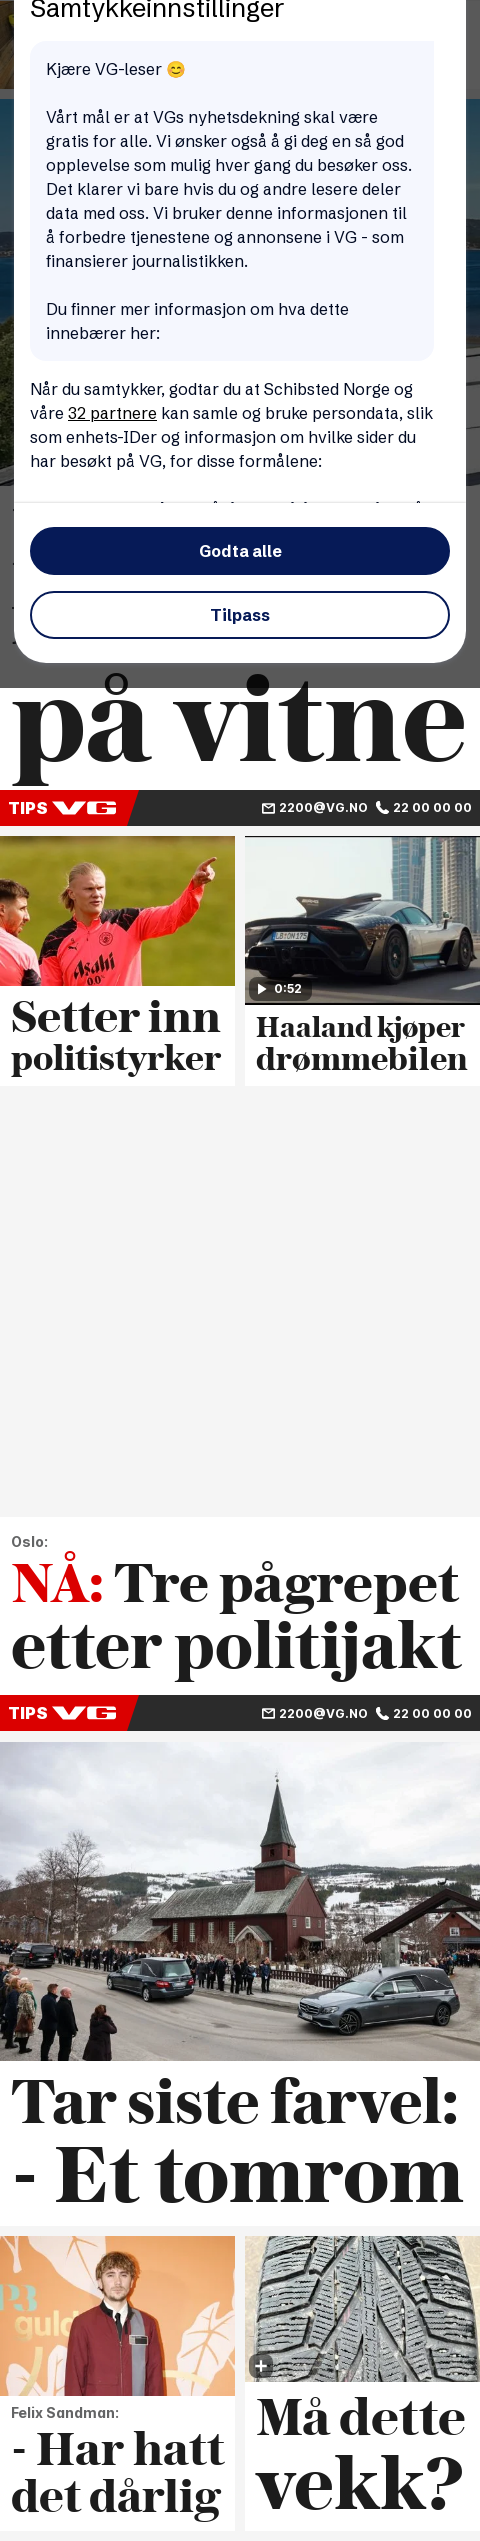 Samtykkeinnstillinger
Kjære VG-leser 😊
Vårt mål er at VGs nyhetsdekning skal være
gratis for alle. Vi ønsker også å gi deg en så god
opplevelse som mulig hver gang du besøker oss.
Det klarer vi bare hvis du og andre lesere deler
data med oss. Vi bruker denne informasjonen til
å forbedre tjenestene og annonsene i VG - som
finansierer journalistikken.
Du finner mer informasjon om hva dette
innebærer her:
Når du samtykker, godtar du at Schibsted Norge og
våre 32 partnere kan samle og bruke persondata, slik
som enhets-IDer og informasjon om hvilke sider du
har besøkt på VG, for disse formålene:
Godta alle
Tilpass
på vitne
TIPS VG 2200@VG.NO 22 00 00 00
Asahi
0.0%
0:52
Setter inn
politistyrker
Haaland kjøper
drømmebilen
Oslo:
NÅ: Tre pågrepet
etter politijakt
TIPS VG 2200@VG.NO 22 00 00 00
Tar siste farvel:
- Et tomrom
P3
guld
Felix Sandman:
- Har hatt
det dårlig
Må dette
vekk?